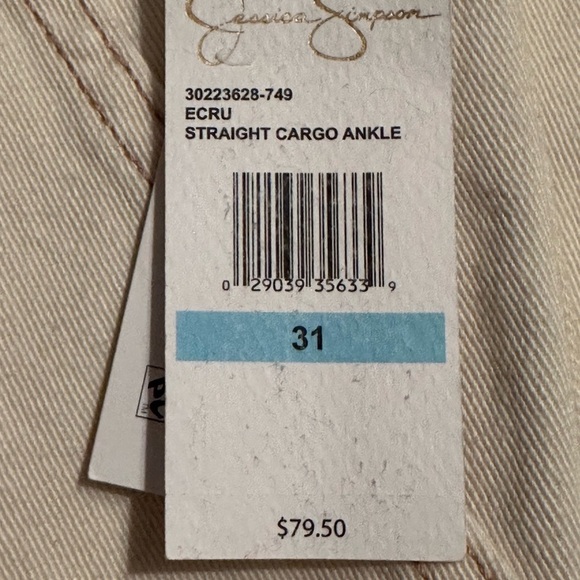 Jessica Simpson
30223628-749
ECRU
STRAIGHT CARGO ANKLE
0 29039 35633 9
31
$79.50